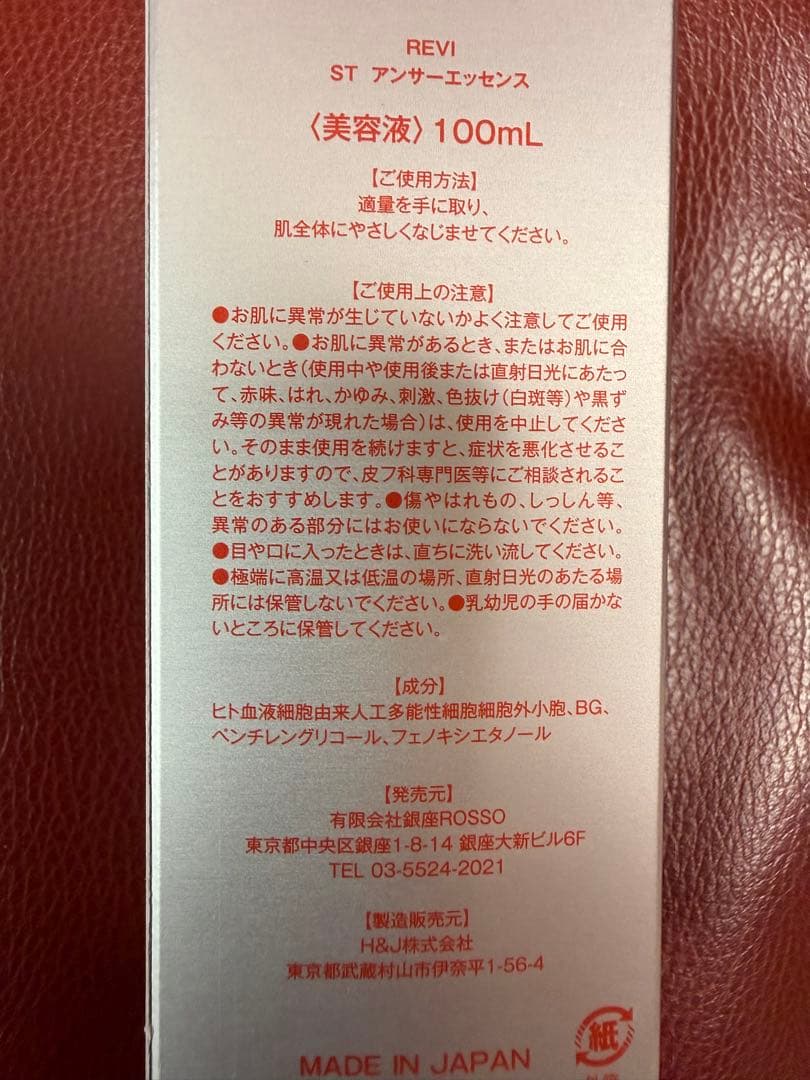 REVI
ST アンサーエッセンス
〈美容液〉100mL
【ご使用方法】
適量を手に取り、
肌全体にやさしくなじませてください。
【ご使用上の注意】
●お肌に異常が生じていないかよく注意してご使用
ください。●お肌に異常があるとき、またはお肌に合
わないとき(使用中や使用後または直射日光にあたっ
て、赤味、はれ、かゆみ、刺激、色抜け(白斑等)や黒ず
み等の異常が現れた場合)は、使用を中止してくださ
い。そのまま使用を続けますと、症状を悪化させるこ
とがありますので、皮フ科専門医等にご相談されるこ
とをおすすめします。●傷やはれもの、しっしん等、
異常のある部分にはお使いにならないでください。
●目や口に入ったときは、直ちに洗い流してください。
●極端に高温又は低温の場所、直射日光のあたる場
所には保管しないでください。●乳幼児の手の届かな
いところに保管してください。
【成分】
ヒト血液細胞由来人工多能性細胞細胞外小胞、BG、
ペンチレングリコール、フェノキシエタノール
【発売元】
有限会社銀座ROSSO
東京都中央区銀座1-8-14 銀座大新ビル6F
TEL 03-5524-2021
【製造販売元】
H&J株式会社
東京都武蔵村山市伊奈平1-56-4
紙
MADE IN JAPAN